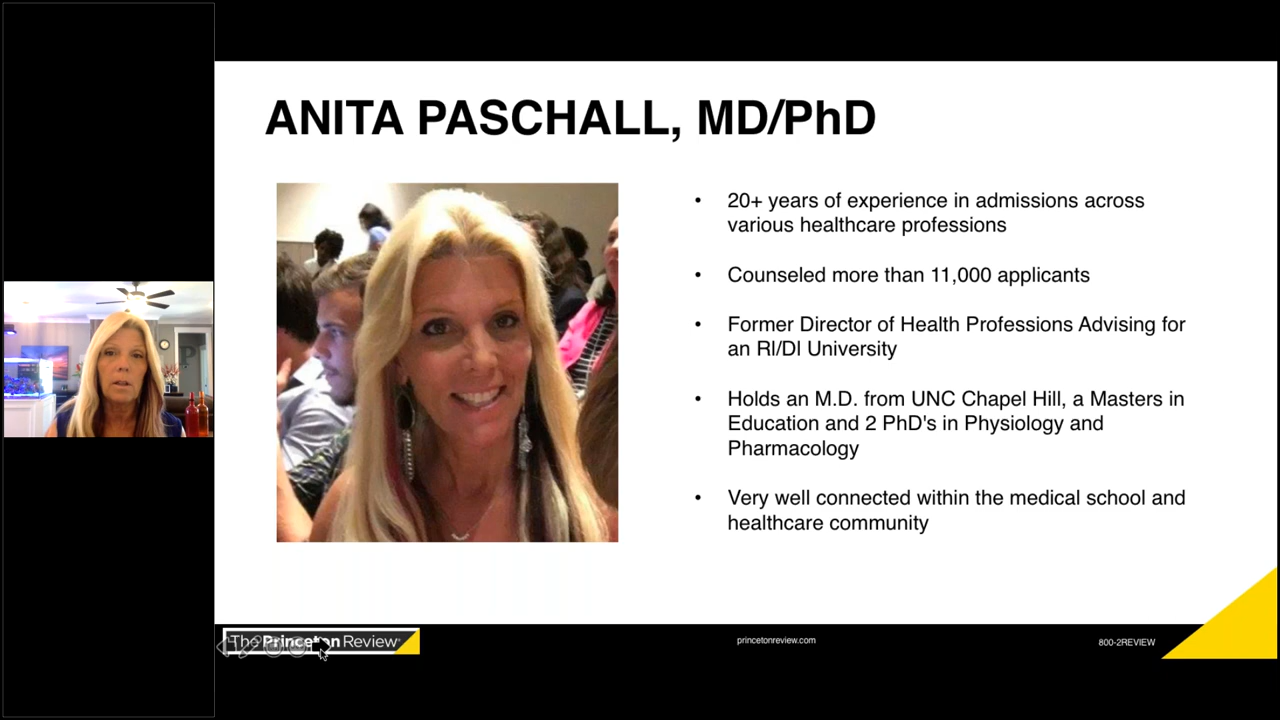 ANITA PASCHALL, MD/PhD
• 20+ years of experience in admissions across
various healthcare professions
• Counseled more than 11,000 applicants
• Former Director of Health Professions Advising for
an RI/DI University
• Holds an M.D. from UNC Chapel Hill, a Masters in
Education and 2 PhD's in Physiology and
Pharmacology
• Very well connected within the medical school and
healthcare community
The Princeton Review
princetonreview.com
800-2REVIEW